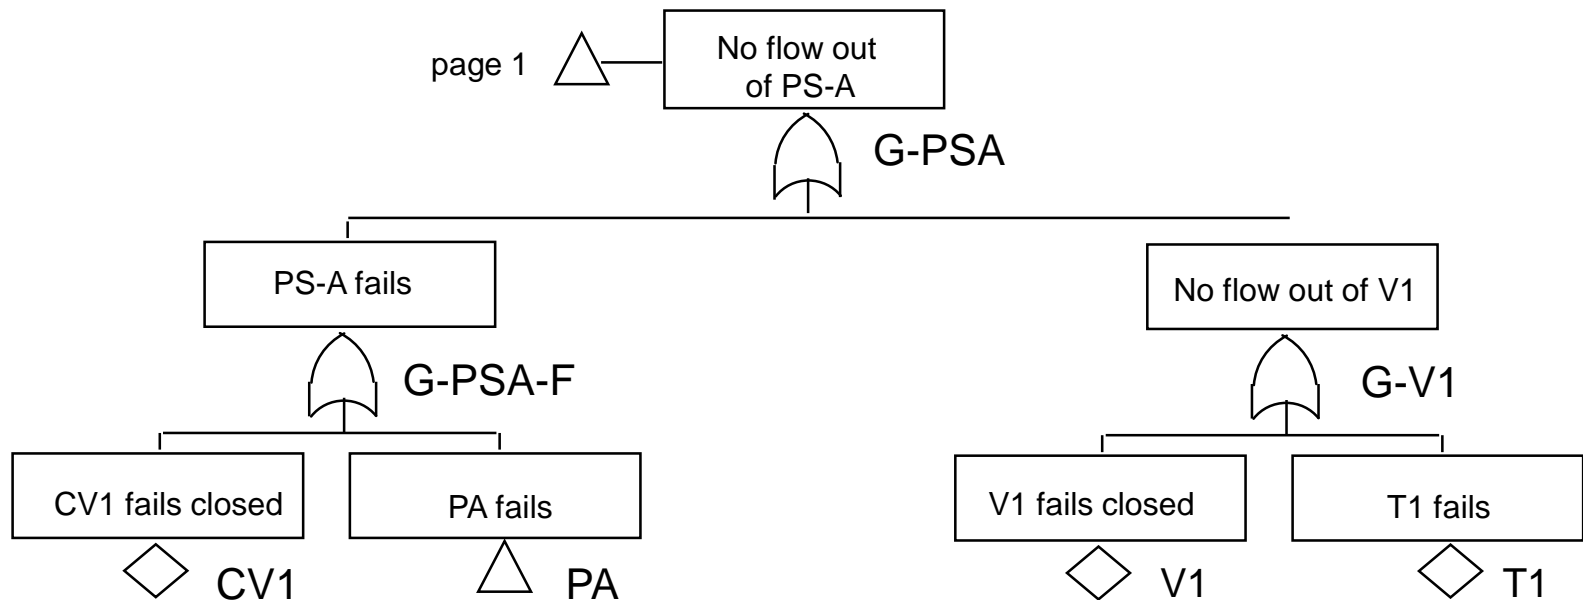 page 1
No flow out
of PS-A
G-PSA
PS-A fails
No flow out of V1
G-PSA-F
G-V1
CV1 fails closed
PA fails
V1 fails closed
T1 fails
CV1
PA
V1
T1